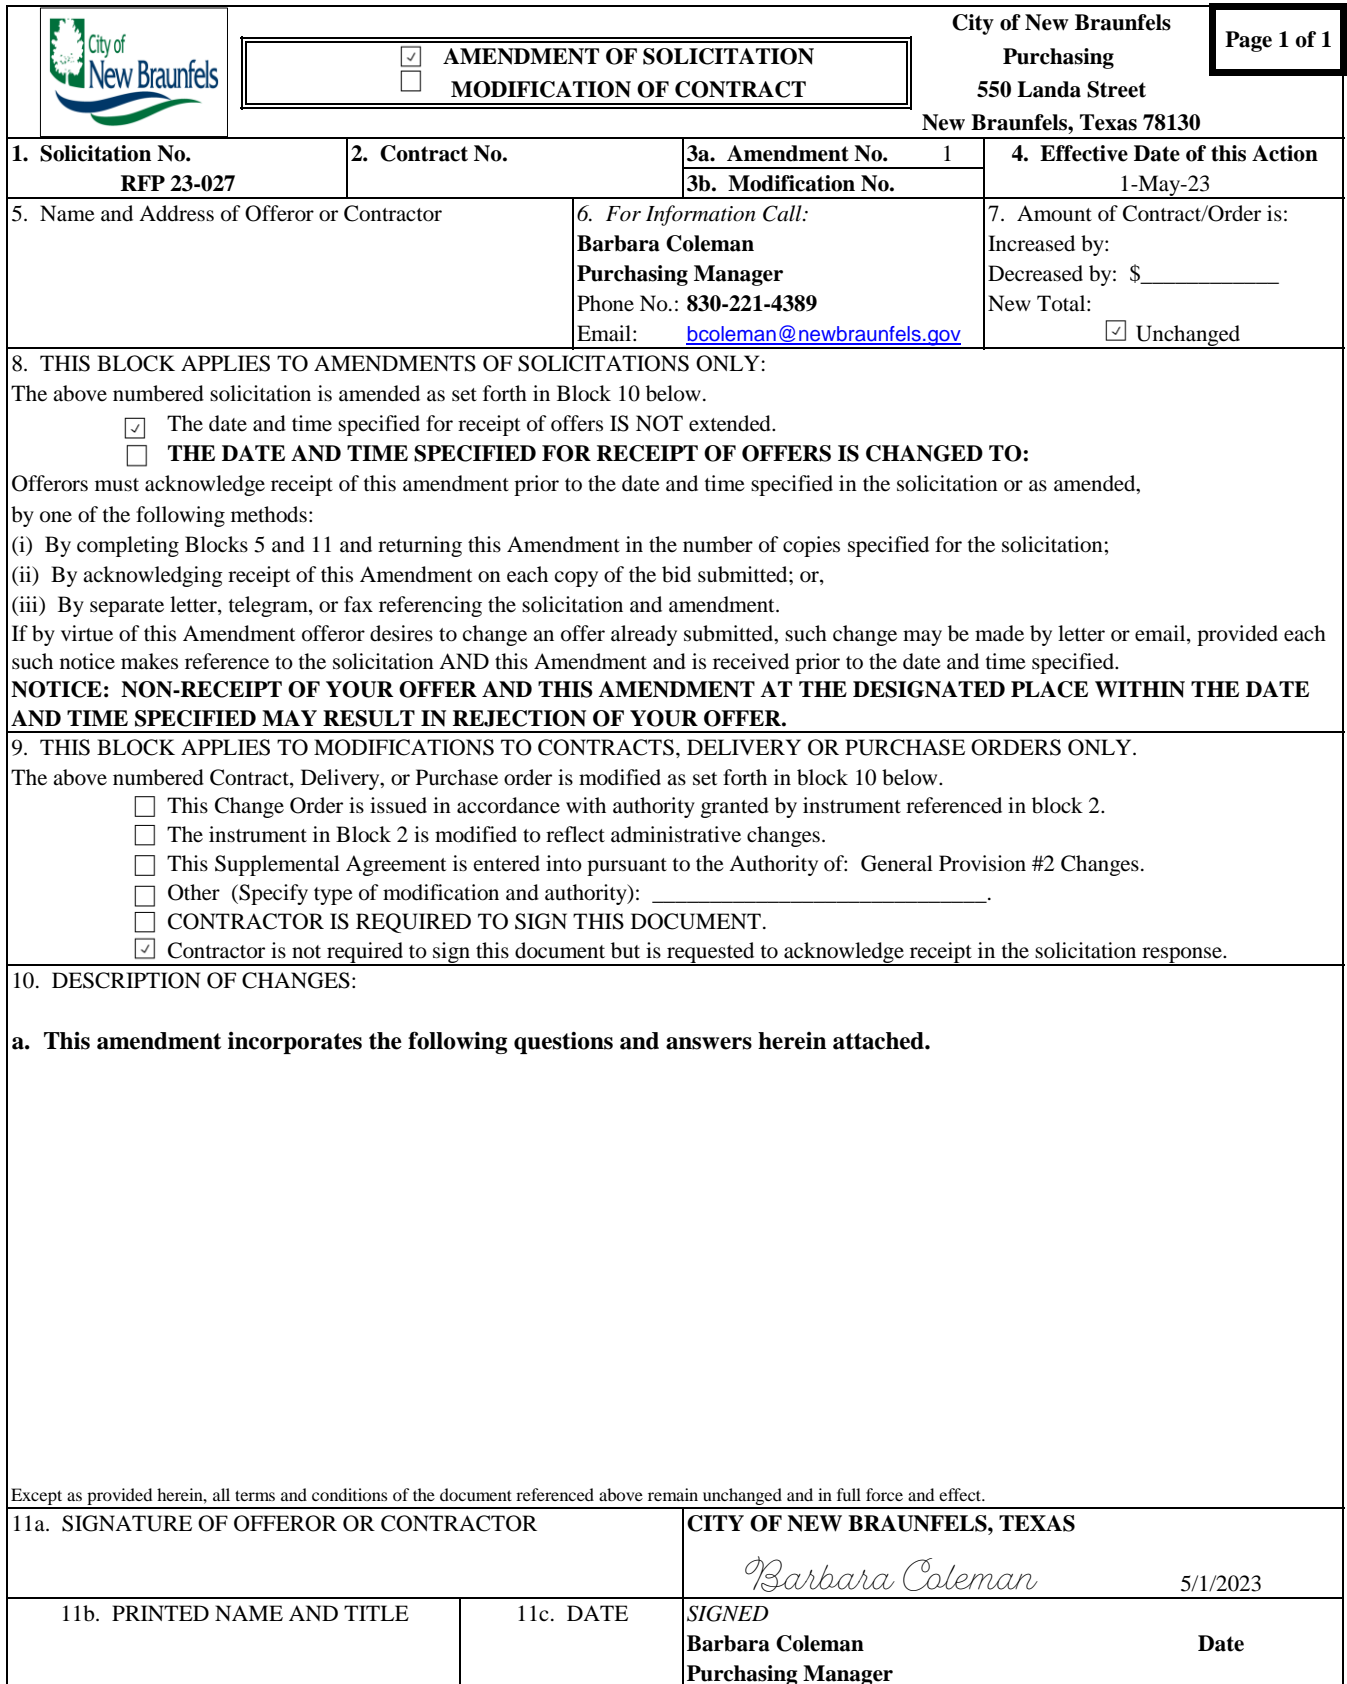 City of
New Braunfels
☑ AMENDMENT OF SOLICITATION
☐ MODIFICATION OF CONTRACT
City of New Braunfels
Purchasing
550 Landa Street
New Braunfels, Texas 78130
Page 1 of 1
1. Solicitation No.
RFP 23-027
2. Contract No.
3a. Amendment No. 1
3b. Modification No.
4. Effective Date of this Action
1-May-23
5. Name and Address of Offeror or Contractor
6. For Information Call:
Barbara Coleman
Purchasing Manager
Phone No.: 830-221-4389
Email: bcoleman@newbraunfels.gov
7. Amount of Contract/Order is:
Increased by:
Decreased by: $____________
New Total:
☑ Unchanged
8. THIS BLOCK APPLIES TO AMENDMENTS OF SOLICITATIONS ONLY:
The above numbered solicitation is amended as set forth in Block 10 below.
☑ The date and time specified for receipt of offers IS NOT extended.
☐ THE DATE AND TIME SPECIFIED FOR RECEIPT OF OFFERS IS CHANGED TO:
Offerors must acknowledge receipt of this amendment prior to the date and time specified in the solicitation or as amended,
by one of the following methods:
(i) By completing Blocks 5 and 11 and returning this Amendment in the number of copies specified for the solicitation;
(ii) By acknowledging receipt of this Amendment on each copy of the bid submitted; or,
(iii) By separate letter, telegram, or fax referencing the solicitation and amendment.
If by virtue of this Amendment offeror desires to change an offer already submitted, such change may be made by letter or email, provided each
such notice makes reference to the solicitation AND this Amendment and is received prior to the date and time specified.
NOTICE: NON-RECEIPT OF YOUR OFFER AND THIS AMENDMENT AT THE DESIGNATED PLACE WITHIN THE DATE
AND TIME SPECIFIED MAY RESULT IN REJECTION OF YOUR OFFER.
9. THIS BLOCK APPLIES TO MODIFICATIONS TO CONTRACTS, DELIVERY OR PURCHASE ORDERS ONLY.
The above numbered Contract, Delivery, or Purchase order is modified as set forth in block 10 below.
☐ This Change Order is issued in accordance with authority granted by instrument referenced in block 2.
☐ The instrument in Block 2 is modified to reflect administrative changes.
☐ This Supplemental Agreement is entered into pursuant to the Authority of: General Provision #2 Changes.
☐ Other (Specify type of modification and authority): _____________________________.
☐ CONTRACTOR IS REQUIRED TO SIGN THIS DOCUMENT.
☑ Contractor is not required to sign this document but is requested to acknowledge receipt in the solicitation response.
10. DESCRIPTION OF CHANGES:
a. This amendment incorporates the following questions and answers herein attached.
Except as provided herein, all terms and conditions of the document referenced above remain unchanged and in full force and effect.
11a. SIGNATURE OF OFFEROR OR CONTRACTOR
CITY OF NEW BRAUNFELS, TEXAS
Barbara Coleman 5/1/2023
11b. PRINTED NAME AND TITLE
11c. DATE
SIGNED
Barbara Coleman Date
Purchasing Manager